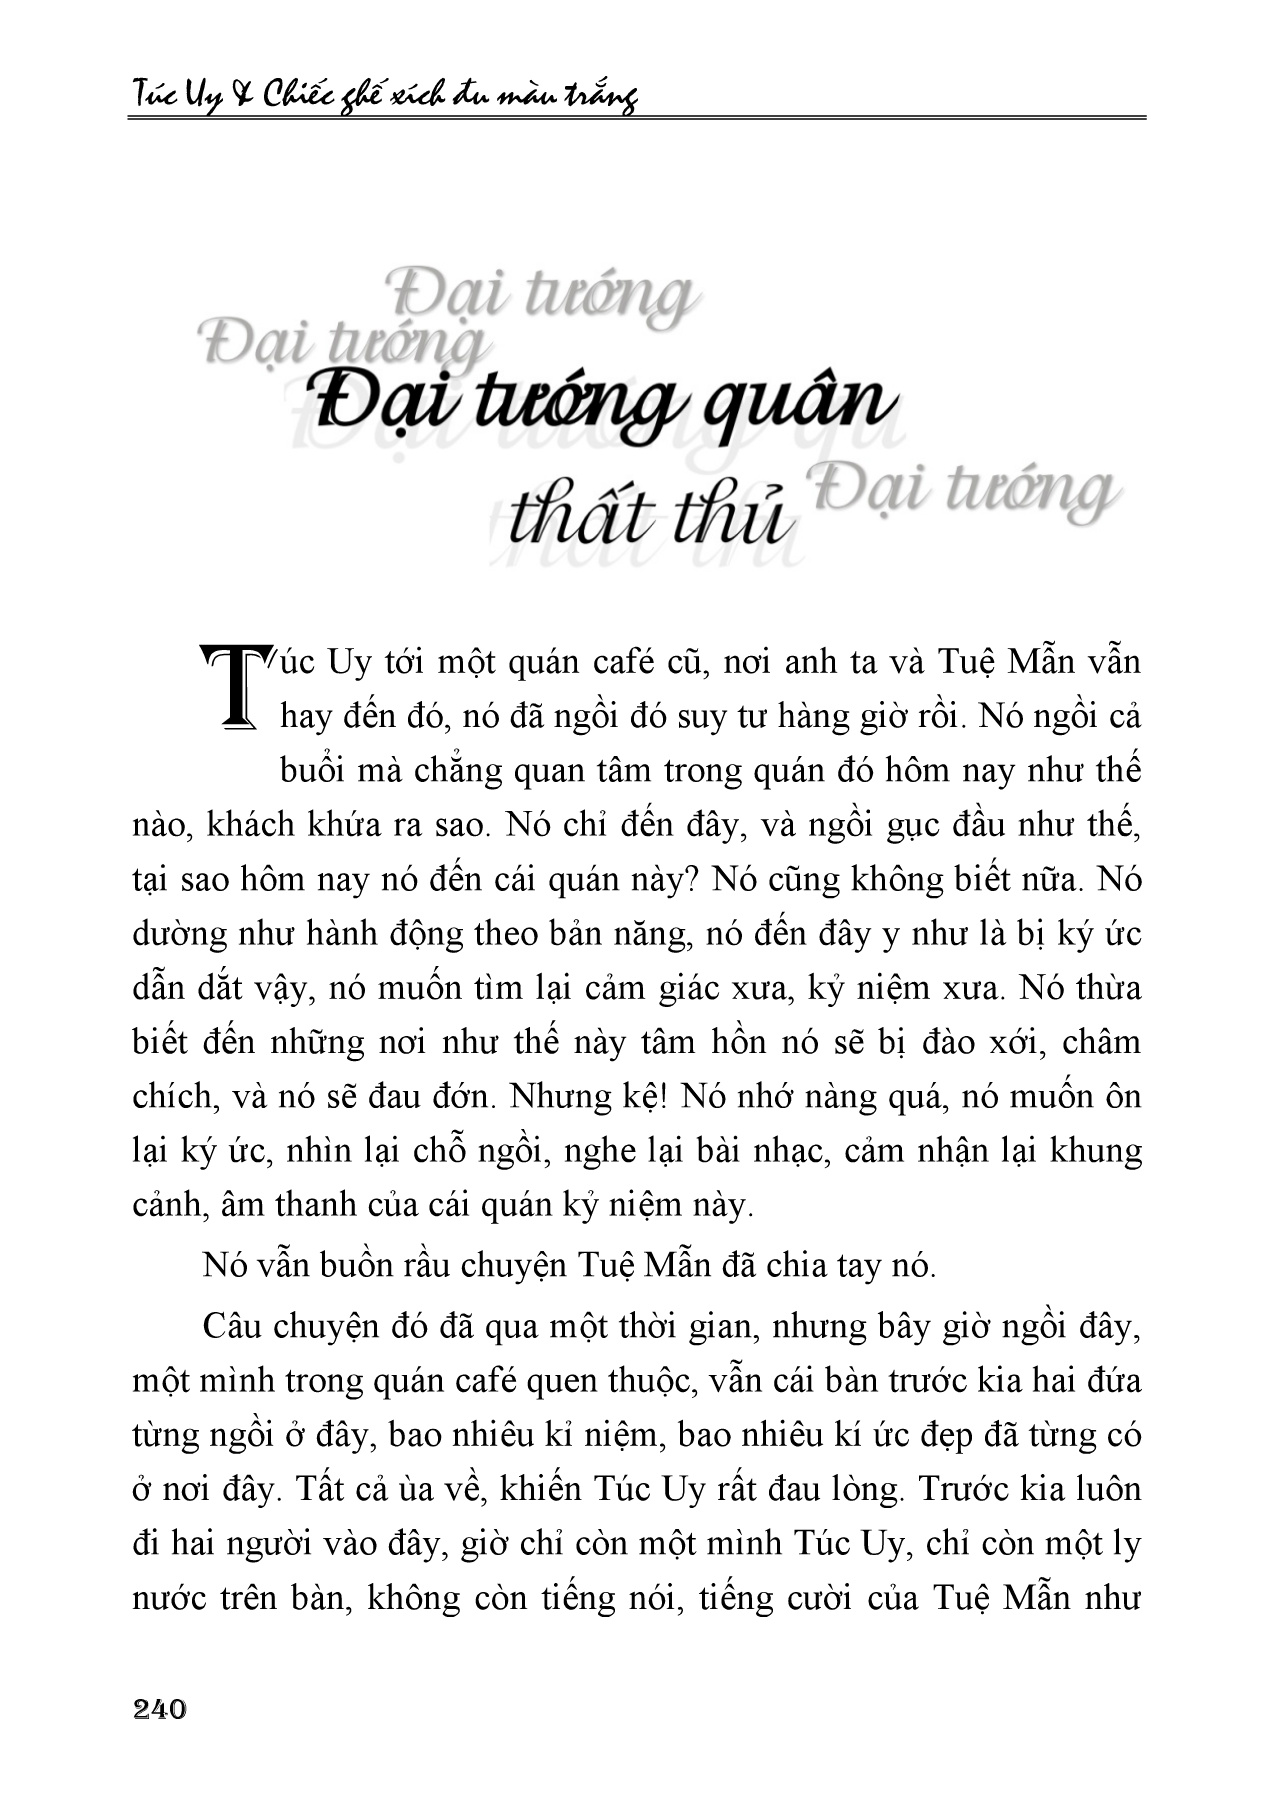 Túc Uy & Chiếc ghế xích đu màu trắng
Đại tướng
Đại tướng
Đại tướng quân
thất thủ
Đại tướng
Túc Uy tới một quán café cũ, nơi anh ta và Tuệ Mẫn vẫn
hay đến đó, nó đã ngồi đó suy tư hàng giờ rồi. Nó ngồi cả
buổi mà chẳng quan tâm trong quán đó hôm nay như thế
nào, khách khứa ra sao. Nó chỉ đến đây, và ngồi gục đầu như thế,
tại sao hôm nay nó đến cái quán này? Nó cũng không biết nữa. Nó
dường như hành động theo bản năng, nó đến đây y như là bị ký ức
dẫn dắt vậy, nó muốn tìm lại cảm giác xưa, kỷ niệm xưa. Nó thừa
biết đến những nơi như thế này tâm hồn nó sẽ bị đào xới, châm
chích, và nó sẽ đau đớn. Nhưng kệ! Nó nhớ nàng quá, nó muốn ôn
lại ký ức, nhìn lại chỗ ngồi, nghe lại bài nhạc, cảm nhận lại khung
cảnh, âm thanh của cái quán kỷ niệm này.
Nó vẫn buồn rầu chuyện Tuệ Mẫn đã chia tay nó.
Câu chuyện đó đã qua một thời gian, nhưng bây giờ ngồi đây,
một mình trong quán café quen thuộc, vẫn cái bàn trước kia hai đứa
từng ngồi ở đây, bao nhiêu kỉ niệm, bao nhiêu kí ức đẹp đã từng có
ở nơi đây. Tất cả ùa về, khiến Túc Uy rất đau lòng. Trước kia luôn
đi hai người vào đây, giờ chỉ còn một mình Túc Uy, chỉ còn một ly
nước trên bàn, không còn tiếng nói, tiếng cười của Tuệ Mẫn như
240